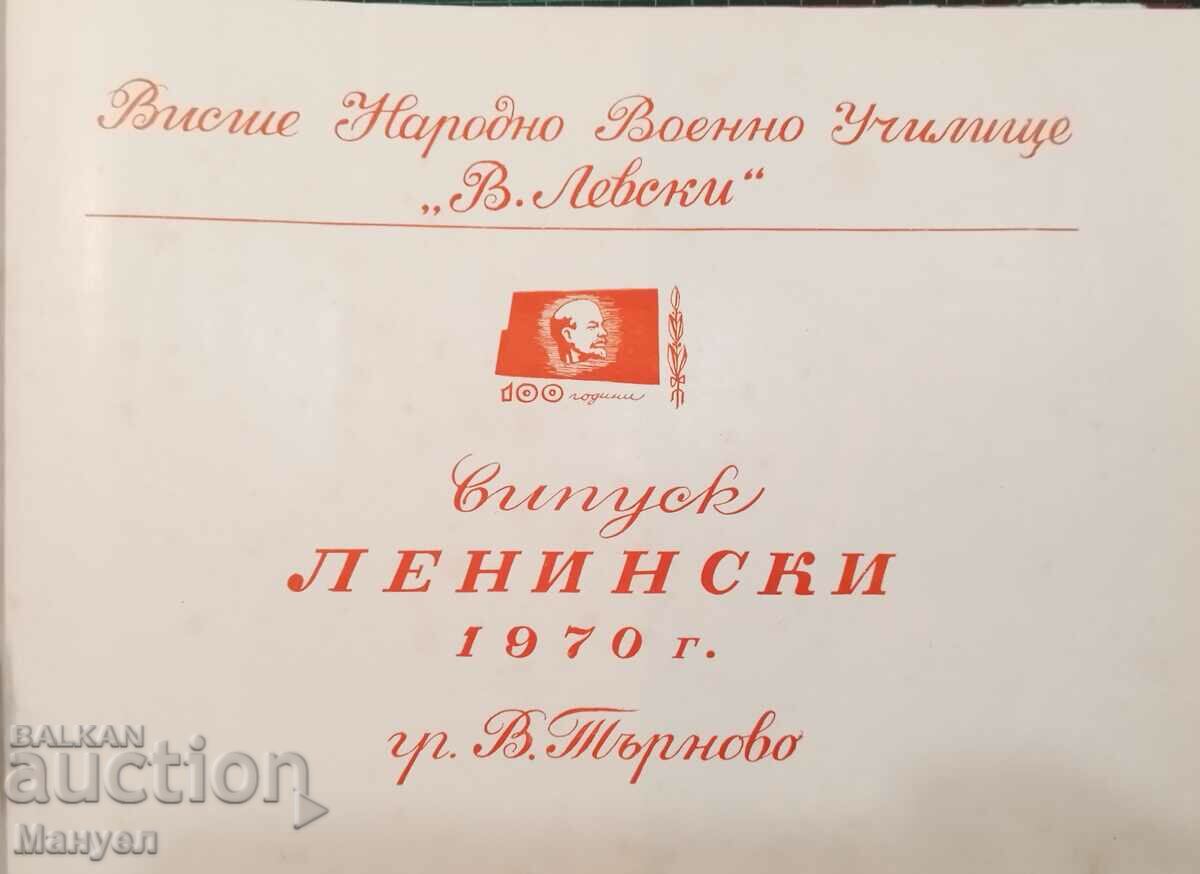 Висше Народно Военно Училище
„В. Левски“
100 години
Випуск
ЛЕНИНСКИ
1970 г.
гр. В. Търново
BALKAN
auction
Мануел